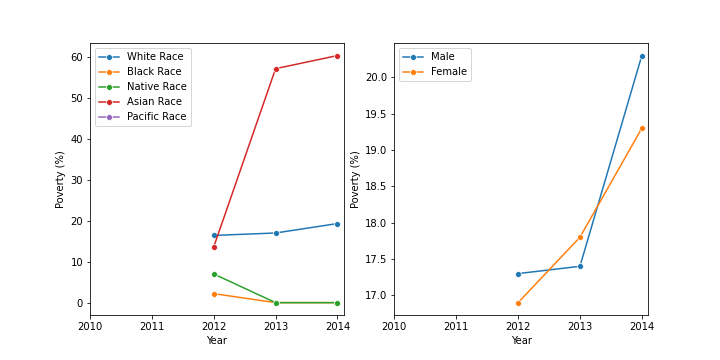 White Race
Black Race
Native Race
Asian Race
Pacific Race
60
50
40
30
20
10
0
Poverty (%)
2010 2011 2012 2013 2014
Year
Male
Female
20.0
19.5
19.0
18.5
18.0
17.5
17.0
Poverty (%)
2010 2011 2012 2013 2014
Year